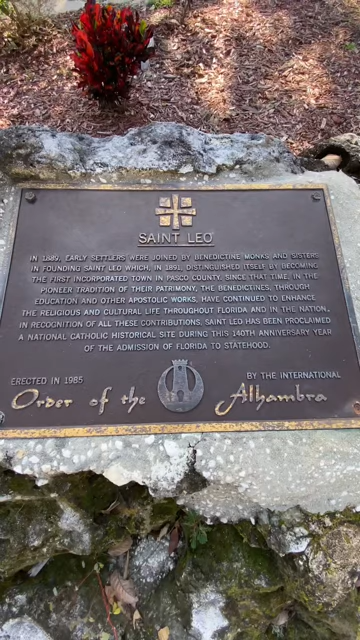 SAINT LEO
IN 1889, EARLY SETTLERS WERE JOINED BY BENEDICTINE MONKS AND SISTERS
IN FOUNDING SAINT LEO WHICH, IN 1891, DISTINGUISHED ITSELF BY BECOMING
THE FIRST INCORPORATED TOWN IN PASCO COUNTY. SINCE THAT TIME, IN THE
PIONEER TRADITION OF THEIR PATRIMONY, THE BENEDICTINES, THROUGH
EDUCATION AND OTHER APOSTOLIC WORKS, HAVE CONTINUED TO ENHANCE
THE RELIGIOUS AND CULTURAL LIFE THROUGHOUT FLORIDA AND IN THE NATION.
IN RECOGNITION OF ALL THESE CONTRIBUTIONS, SAINT LEO HAS BEEN PROCLAIMED
A NATIONAL CATHOLIC HISTORICAL SITE DURING THIS 140TH ANNIVERSARY YEAR
OF THE ADMISSION OF FLORIDA TO STATEHOOD.
ERECTED IN 1985 BY THE INTERNATIONAL
Order of the Alhambra